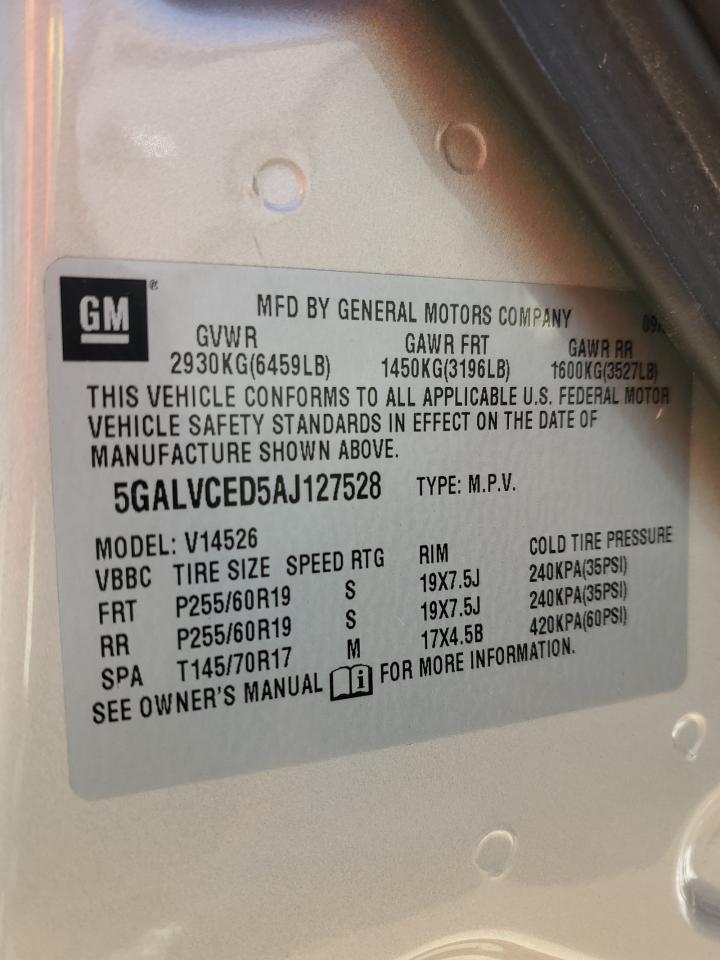 GM ®
MFD BY GENERAL MOTORS COMPANY
GVWR GAWR FRT GAWR RR
2930KG(6459LB) 1450KG(3196LB) 1600KG(3527LB)
THIS VEHICLE CONFORMS TO ALL APPLICABLE U.S. FEDERAL MOTOR
VEHICLE SAFETY STANDARDS IN EFFECT ON THE DATE OF
MANUFACTURE SHOWN ABOVE.
5GALVCED5AJ127528 TYPE: M.P.V.
MODEL: V14526
VBBC TIRE SIZE SPEED RTG RIM COLD TIRE PRESSURE
FRT P255/60R19 S 19X7.5J 240KPA(35PSI)
RR P255/60R19 S 19X7.5J 240KPA(35PSI)
SPA T145/70R17 M 17X4.5B 420KPA(60PSI)
SEE OWNER'S MANUAL i FOR MORE INFORMATION.